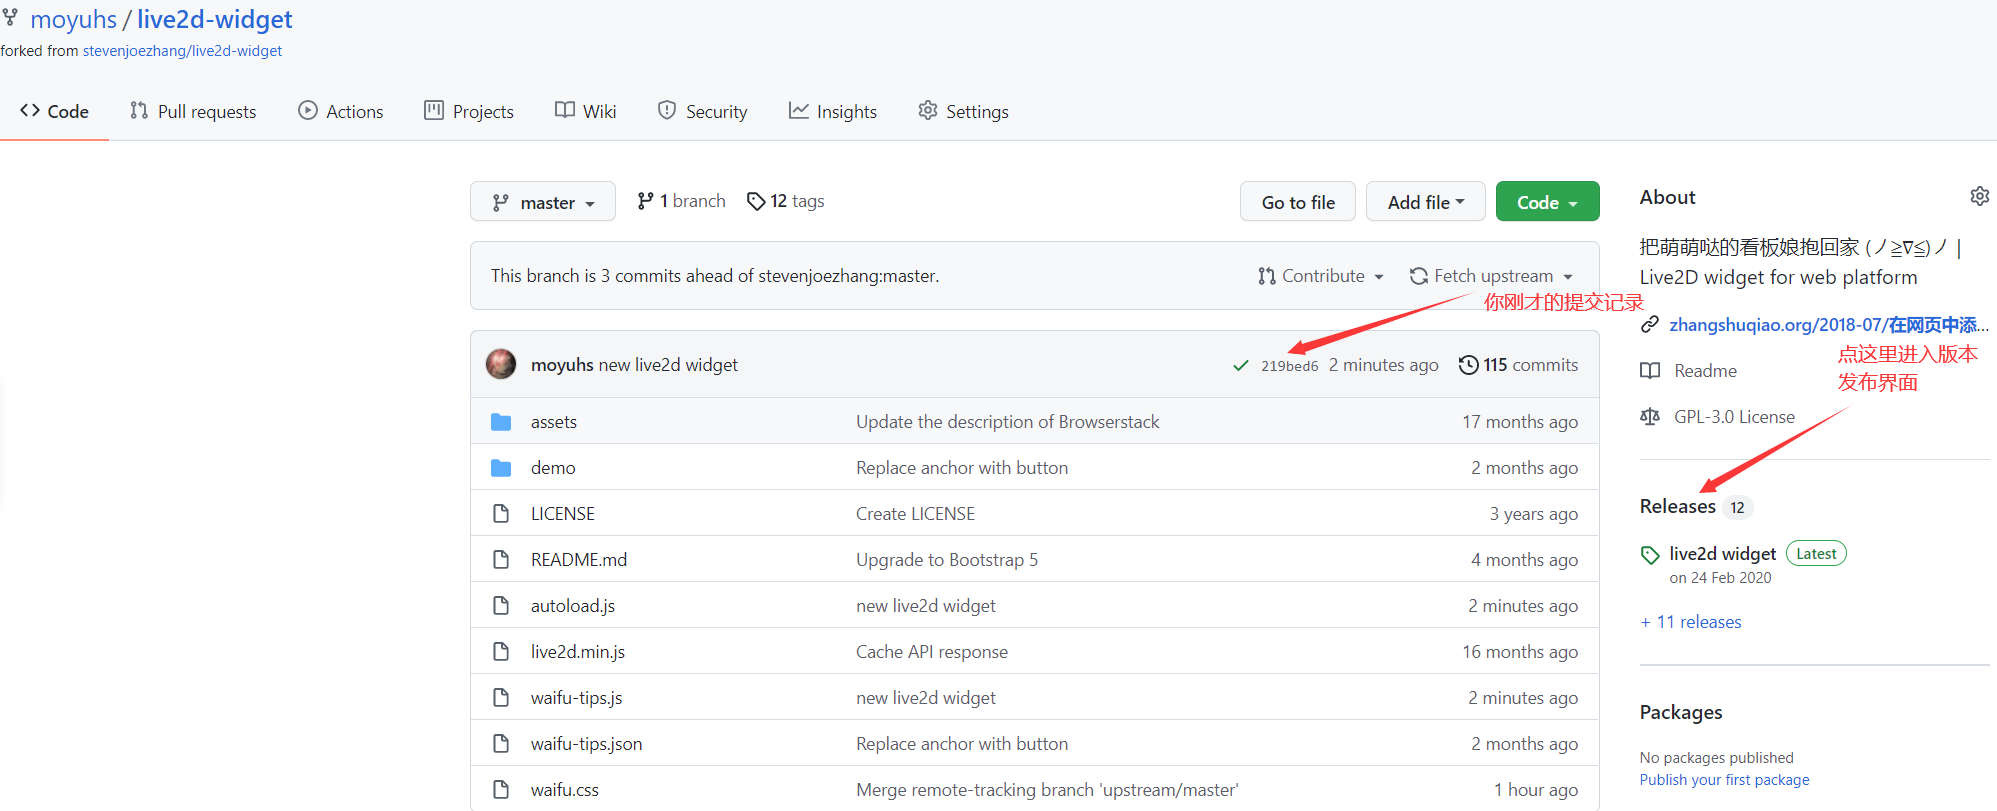 moyuhs / live2d-widget
forked from stevenjoezhang/live2d-widget
Code Pull requests Actions Projects Wiki Security Insights Settings
master 1 branch 12 tags Go to file Add file Code
This branch is 3 commits ahead of stevenjoezhang:master. Contribute Fetch upstream
你刚才的提交记录
moyuhs new live2d widget 219bed6 2 minutes ago 115 commits
assets Update the description of Browserstack 17 months ago
demo Replace anchor with button 2 months ago
LICENSE Create LICENSE 3 years ago
README.md Upgrade to Bootstrap 5 4 months ago
autoload.js new live2d widget 2 minutes ago
live2d.min.js Cache API response 16 months ago
waifu-tips.js new live2d widget 2 minutes ago
waifu-tips.json Replace anchor with button 2 months ago
waifu.css Merge remote-tracking branch 'upstream/master' 1 hour ago
About
把萌萌哒的看板娘抱回家 (ノ≧∇≦)ノ |
Live2D widget for web platform
zhangshuqiao.org/2018-07/在网页中添...
点这里进入版本
发布界面
Readme
GPL-3.0 License
Releases 12
live2d widget Latest
on 24 Feb 2020
+ 11 releases
Packages
No packages published
Publish your first package